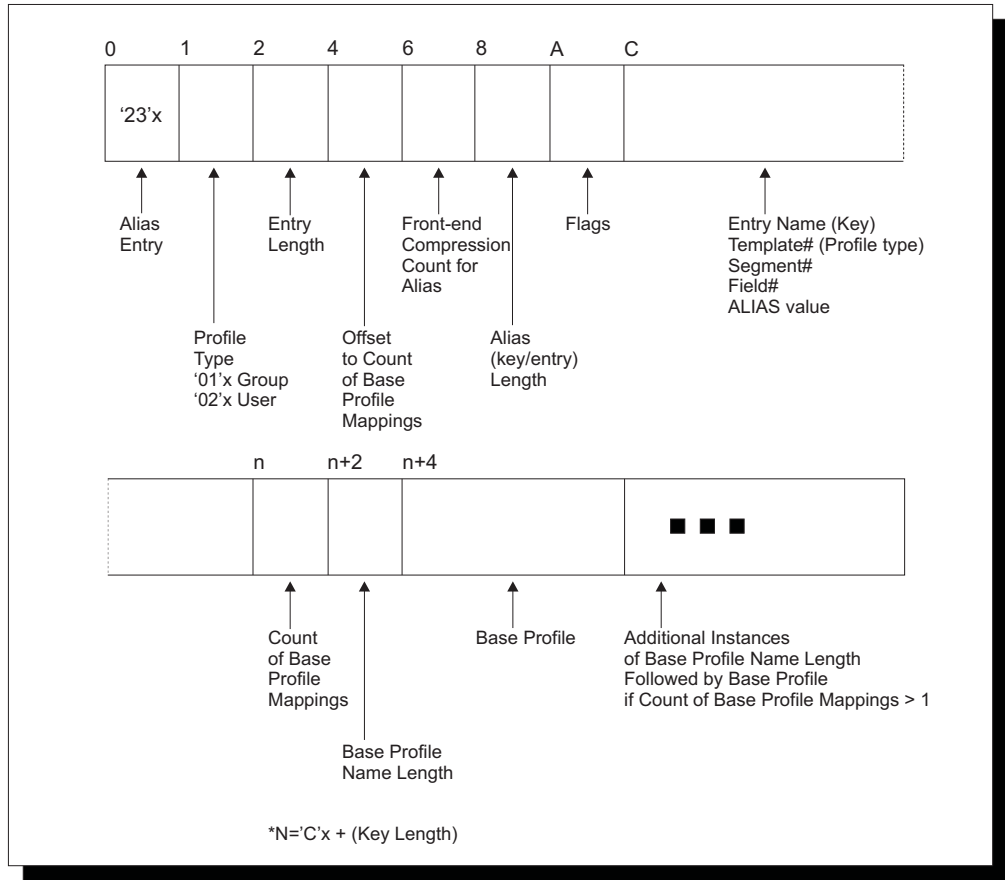 0 1 2 4 6 8 A C
‘23’x
Alias
Entry
Entry
Length
Front-end
Compression
Count for
Alias
Flags
Entry Name (Key)
Template# (Profile type)
Segment#
Field#
ALIAS value
Profile
Type
‘01’x Group
‘02’x User
Offset
to Count
of Base
Profile
Mappings
Alias
(key/entry)
Length
n n+2 n+4
Count
of Base
Profile
Mappings
Base Profile
Additional Instances
of Base Profile Name Length
Followed by Base Profile
if Count of Base Profile Mappings > 1
Base Profile
Name Length
*N='C'x + (Key Length)